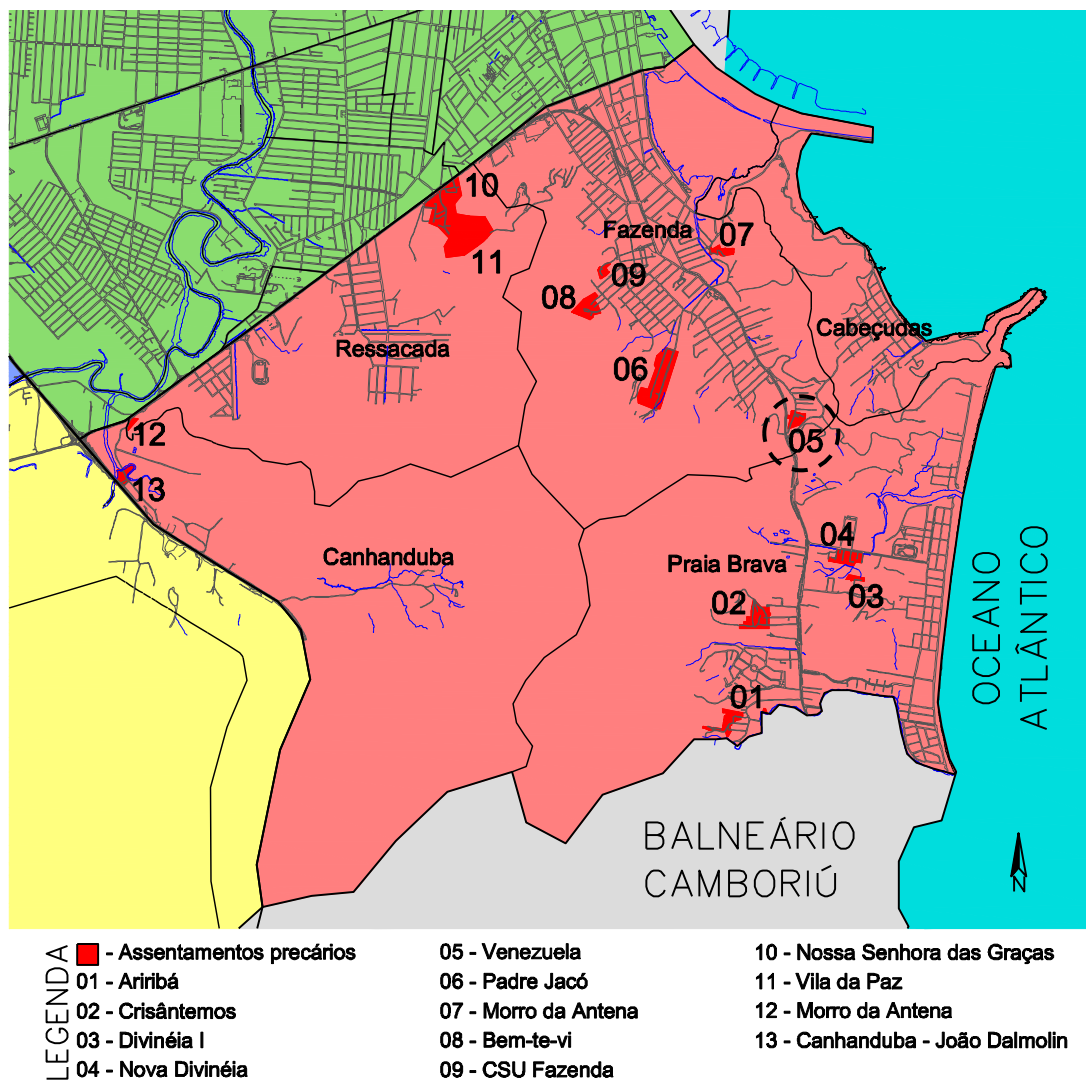 10
11
Fazenda
07
09
08
Cabeçudas
Ressacada
06
12
05
13
04
Canhanduba
Praia Brava
03
02
01
OCEANO
ATLÂNTICO
BALNEÁRIO
CAMBORIÚ
N
LEGENDA
- Assentamentos precários
01 - Ariribá
02 - Crisântemos
03 - Divinéia I
04 - Nova Divinéia
05 - Venezuela
06 - Padre Jacó
07 - Morro da Antena
08 - Bem-te-vi
09 - CSU Fazenda
10 - Nossa Senhora das Graças
11 - Vila da Paz
12 - Morro da Antena
13 - Canhanduba - João Dalmolin